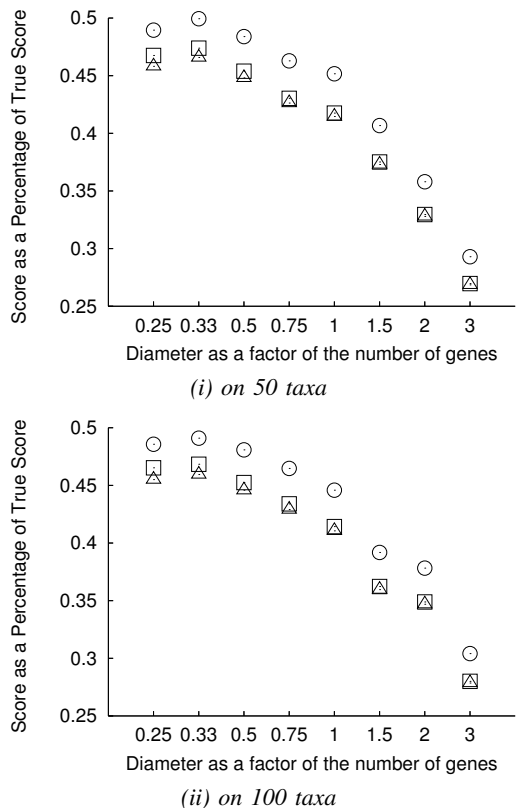 Score as a Percentage of True Score
0.5
0.45
0.4
0.35
0.3
0.25
0.25 0.33 0.5 0.75 1 1.5 2 3
Diameter as a factor of the number of genes
(i) on 50 taxa
Score as a Percentage of True Score
0.5
0.45
0.4
0.35
0.3
0.25
0.25 0.33 0.5 0.75 1 1.5 2 3
Diameter as a factor of the number of genes
(ii) on 100 taxa